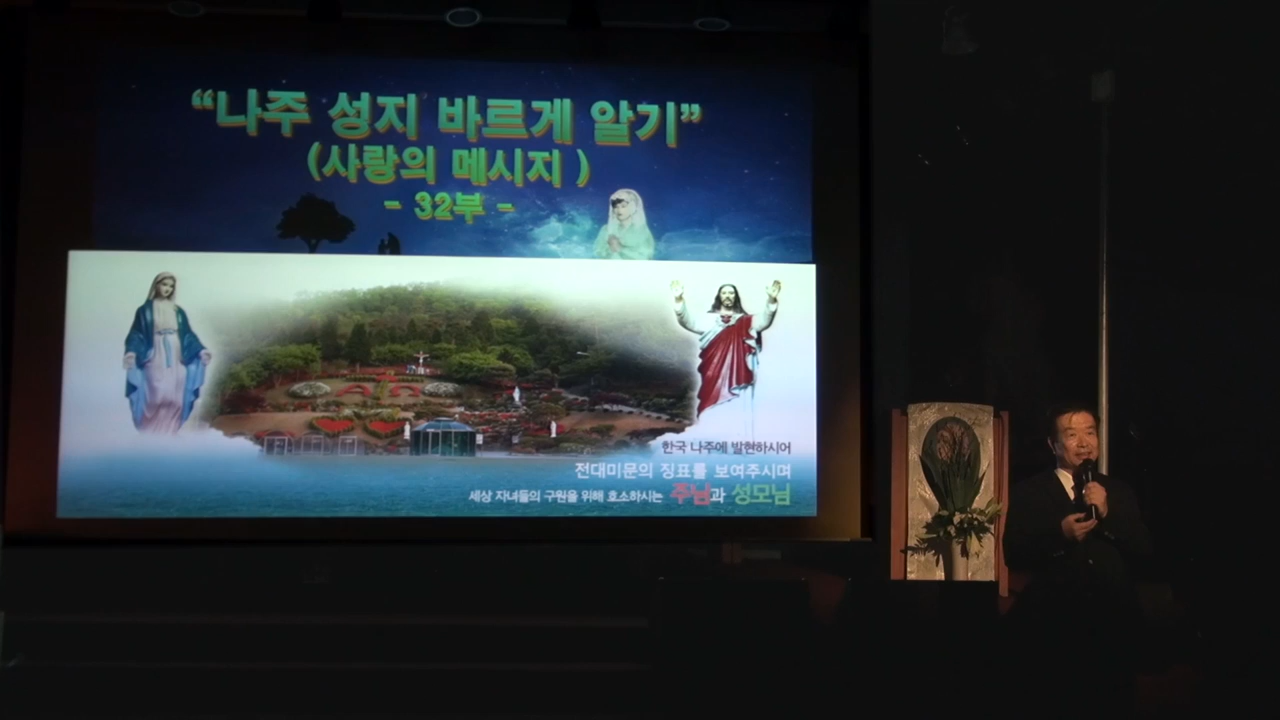 “나주 성지 바르게 알기”
(사랑의 메시지 )
- 32부 -
한국 나주에 발현하시어
전대미문의 징표를 보여주시며
세상 자녀들의 구원을 위해 호소하시는 주님과 성모님